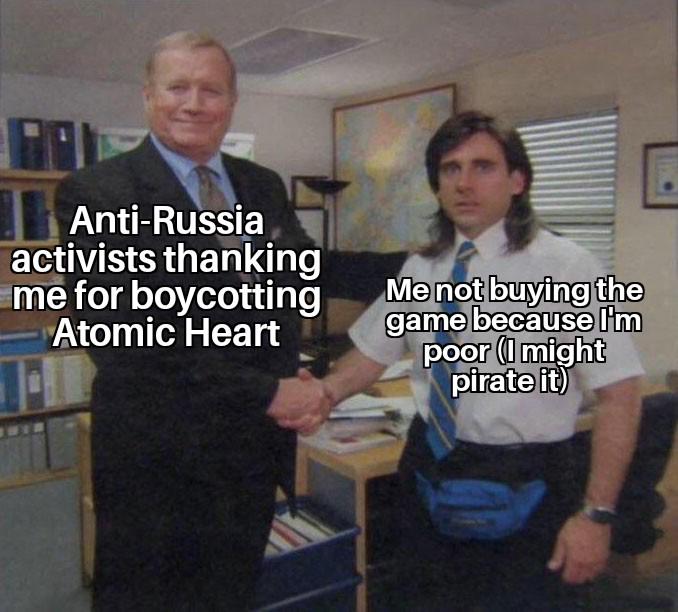 Anti-Russia
activists thanking
me for boycotting
Atomic Heart
Me not buying the
game because I'm
poor (I might
pirate it)